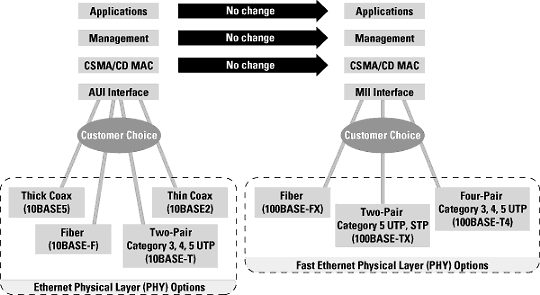 Applications
No change
Applications
Management
No change
Management
CSMA/CD MAC
No change
CSMA/CD MAC
AUI Interface
MII Interface
Customer Choice
Customer Choice
Thick Coax
(10BASE5)
Thin Coax
(10BASE2)
Fiber
(10BASE-F)
Two-Pair
Category 3, 4, 5 UTP
(10BASE-T)
Ethernet Physical Layer (PHY) Options
Fiber
(100BASE-FX)
Two-Pair
Category 5 UTP, STP
(100BASE-TX)
Four-Pair
Category 3, 4, 5 UTP
(100BASE-T4)
Fast Ethernet Physical Layer (PHY) Options